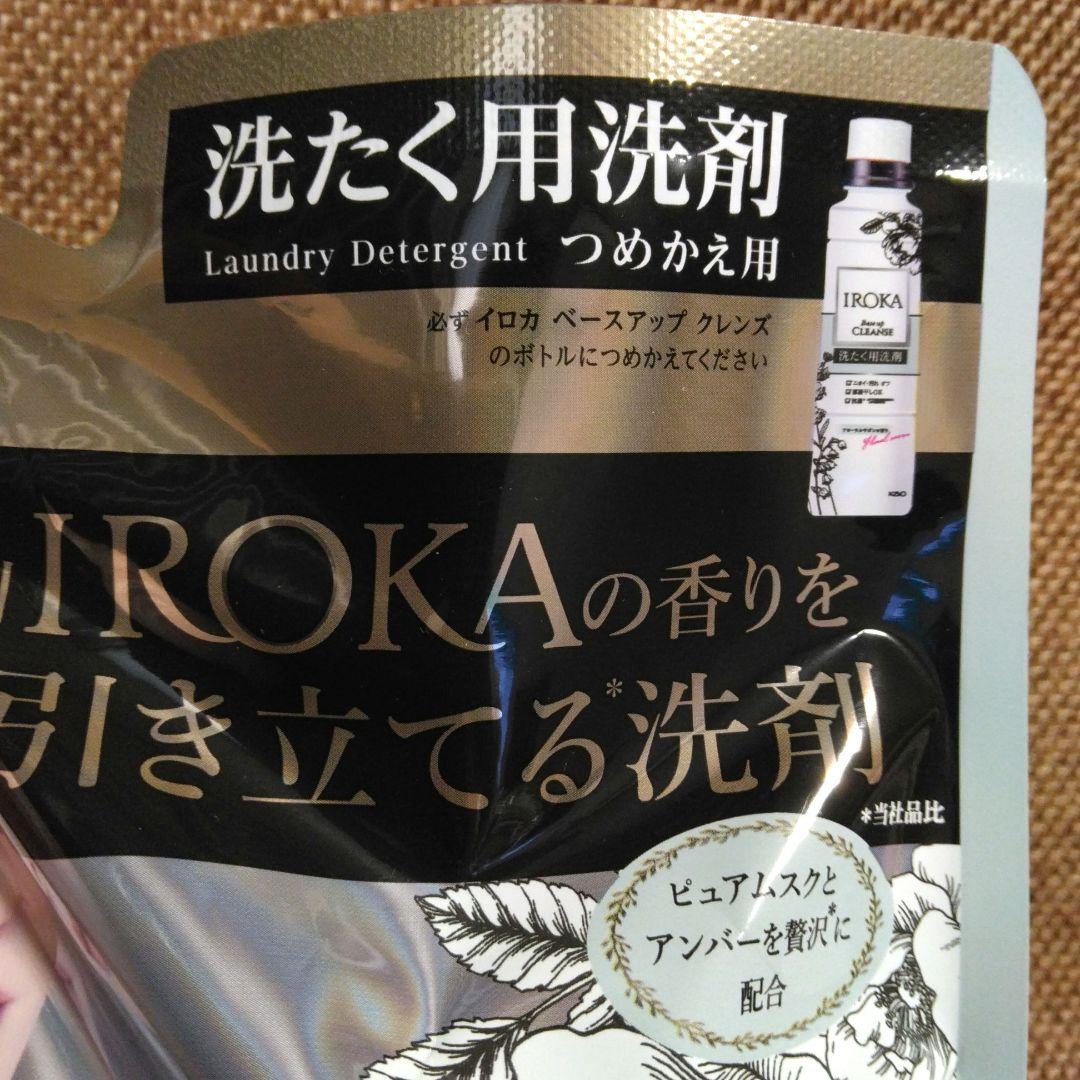 洗たく用洗剤
Laundry Detergent つめかえ用
必ず イロカ ベースアップ クレンズ
のボトルにつめかえてください
IROKA
Base up
CLEANSE
洗たく用洗剤
IROKAの香りを
引き立てる*洗剤
*当社品比
ピュアムスクと
アンバーを贅沢*に
配合